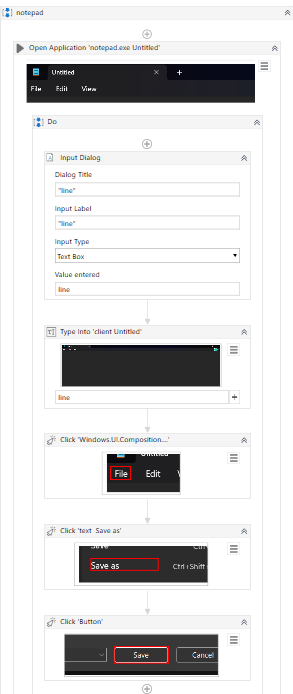 notepad
Open Application 'notepad.exe Untitled'
Untitled
File Edit View
Do
Input Dialog
Dialog Title
"line"
Input Label
"line"
Input Type
Text Box
Value entered
line
Type Into 'client Untitled'
line
Click 'Windows.UI.Composition...'
File Edit
Click 'text Save as'
Save Ctrl
Save as Ctrl+Shift
Click 'Button'
Save Cancel